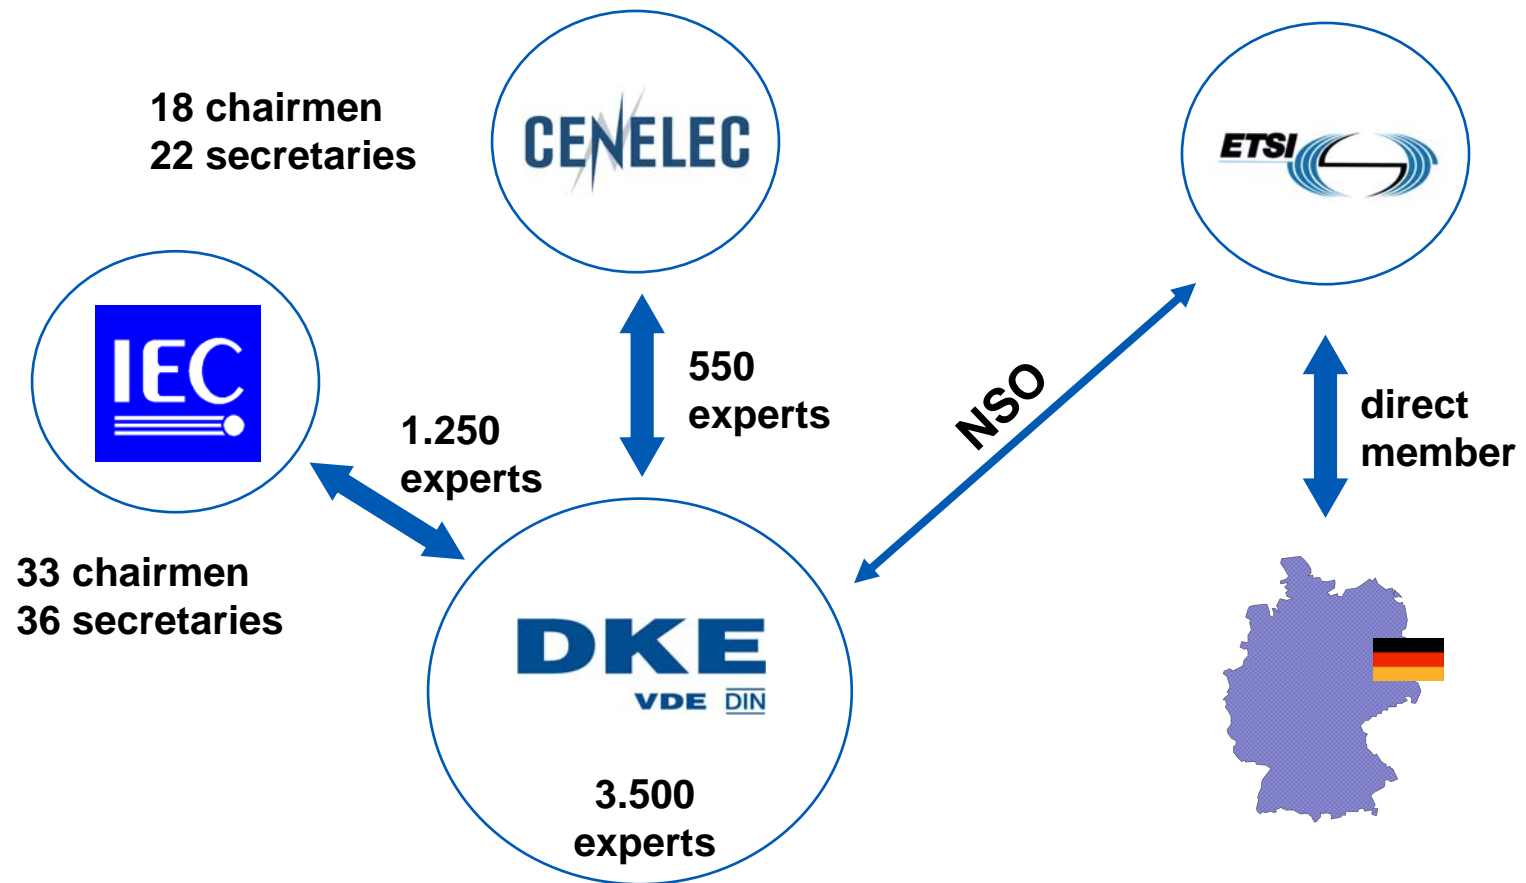 18 chairmen
22 secretaries
CENELEC
ETSI
IEC
1.250
experts
550
experts
NSO
direct
member
33 chairmen
36 secretaries
DKE
VDE DIN
3.500
experts